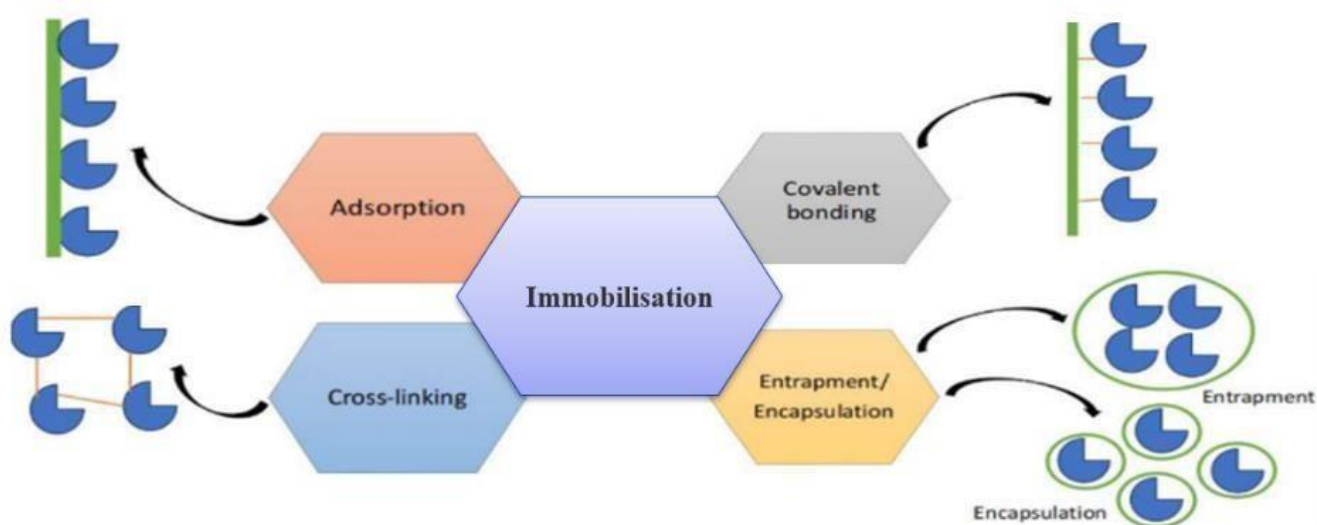 Adsorption
Covalent
bonding
Immobilisation
Cross-linking
Entrapment/
Encapsulation
Entrapment
Encapsulation